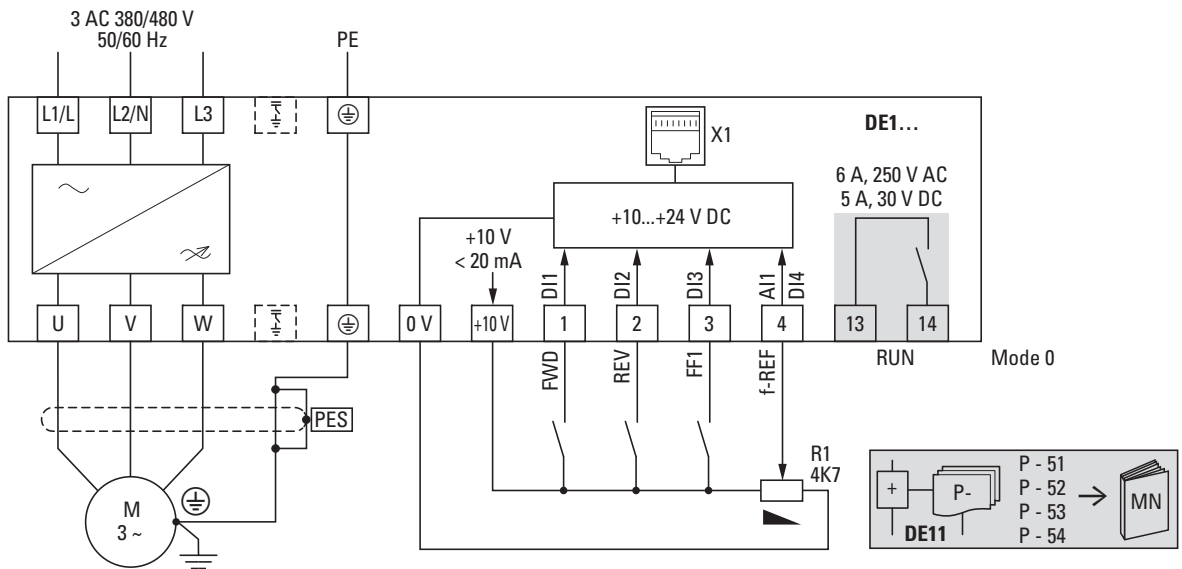 3 AC 380/480 V
50/60 Hz
PE
L1/L
L2/N
L3
X1
DE1…
6 A, 250 V AC
5 A, 30 V DC
+10...+24 V DC
+10 V
< 20 mA
DI1
DI2
DI3
AI1
DI4
U
V
W
0 V
+10 V
1
2
3
4
13
14
RUN
Mode 0
FWD
REV
FF1
f-REF
PES
R1
4K7
M
3 ~
+
P-
DE11
P - 51
P - 52
P - 53
P - 54
MN